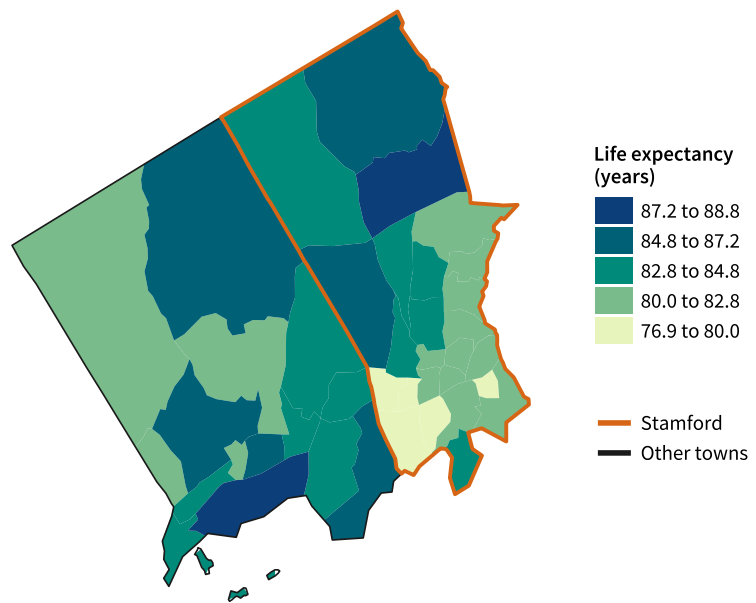 Life expectancy
(years)
87.2 to 88.8
84.8 to 87.2
82.8 to 84.8
80.0 to 82.8
76.9 to 80.0
Stamford
Other towns